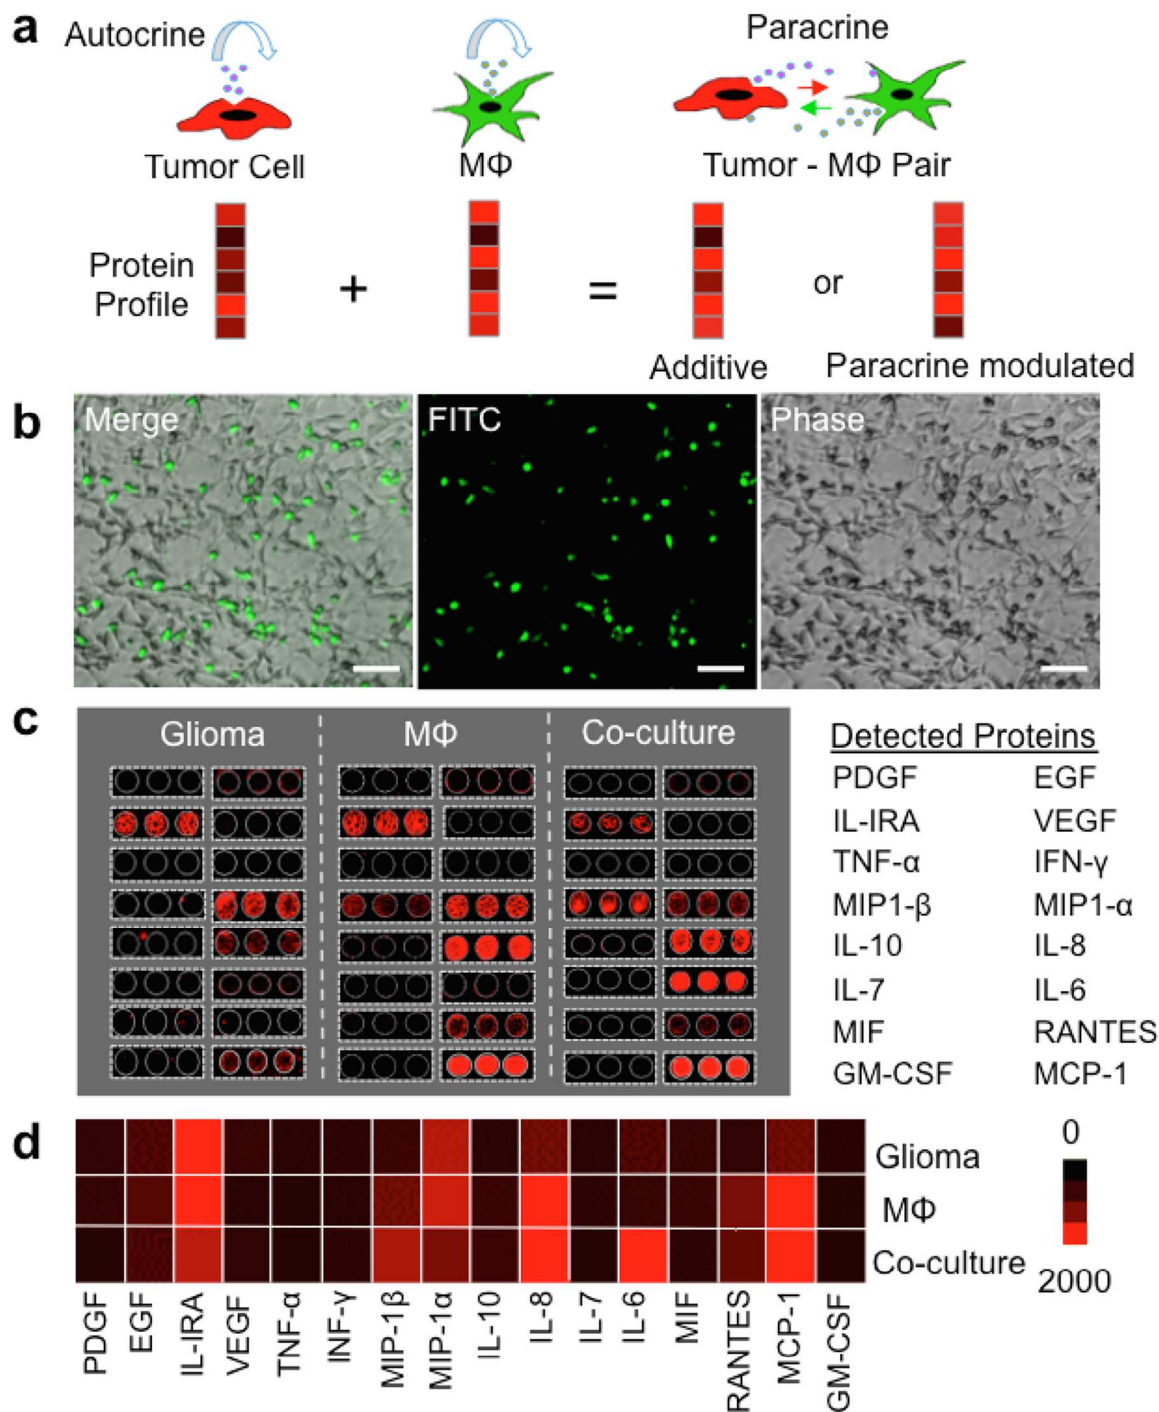 a
Autocrine
Paracrine
Tumor Cell
MΦ
Tumor - MΦ Pair
Protein
Profile
+
=
or
Additive
Paracrine modulated
b
Merge
FITC
Phase
c
Glioma
MΦ
Co-culture
Detected Proteins
PDGF EGF
IL-IRA VEGF
TNF-α IFN-γ
MIP1-β MIP1-α
IL-10 IL-8
IL-7 IL-6
MIF RANTES
GM-CSF MCP-1
d
Glioma
MΦ
Co-culture
0
2000
PDGF
EGF
IL-IRA
VEGF
TNF-α
INF-γ
MIP-1β
MIP-1α
IL-10
IL-8
IL-7
IL-6
MIF
RANTES
MCP-1
GM-CSF